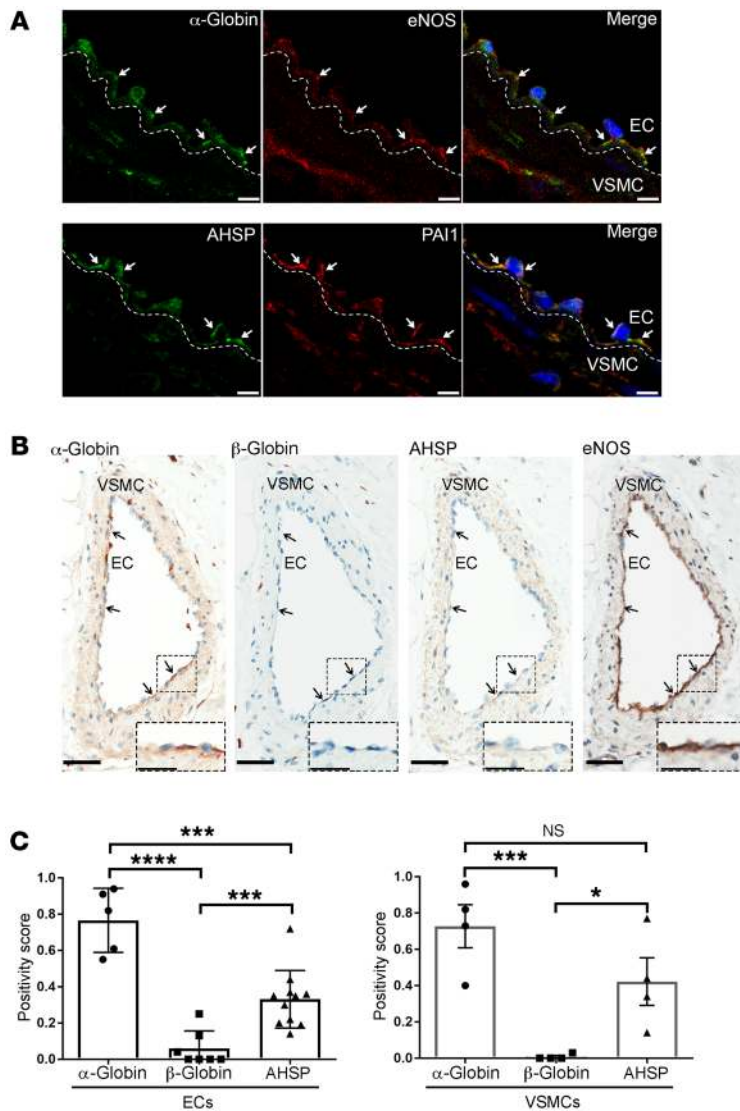 A
α-Globin eNOS Merge
EC
VSMC
AHSP PAI1 Merge
EC
VSMC
B
α-Globin β-Globin AHSP eNOS
VSMC VSMC VSMC VSMC
EC EC EC EC
C
*** NS
**** ***
*** *
Positivity score Positivity score
1.0 1.0
0.8 0.8
0.6 0.6
0.4 0.4
0.2 0.2
0.0 0.0
α-Globin β-Globin AHSP α-Globin β-Globin AHSP
ECs VSMCs